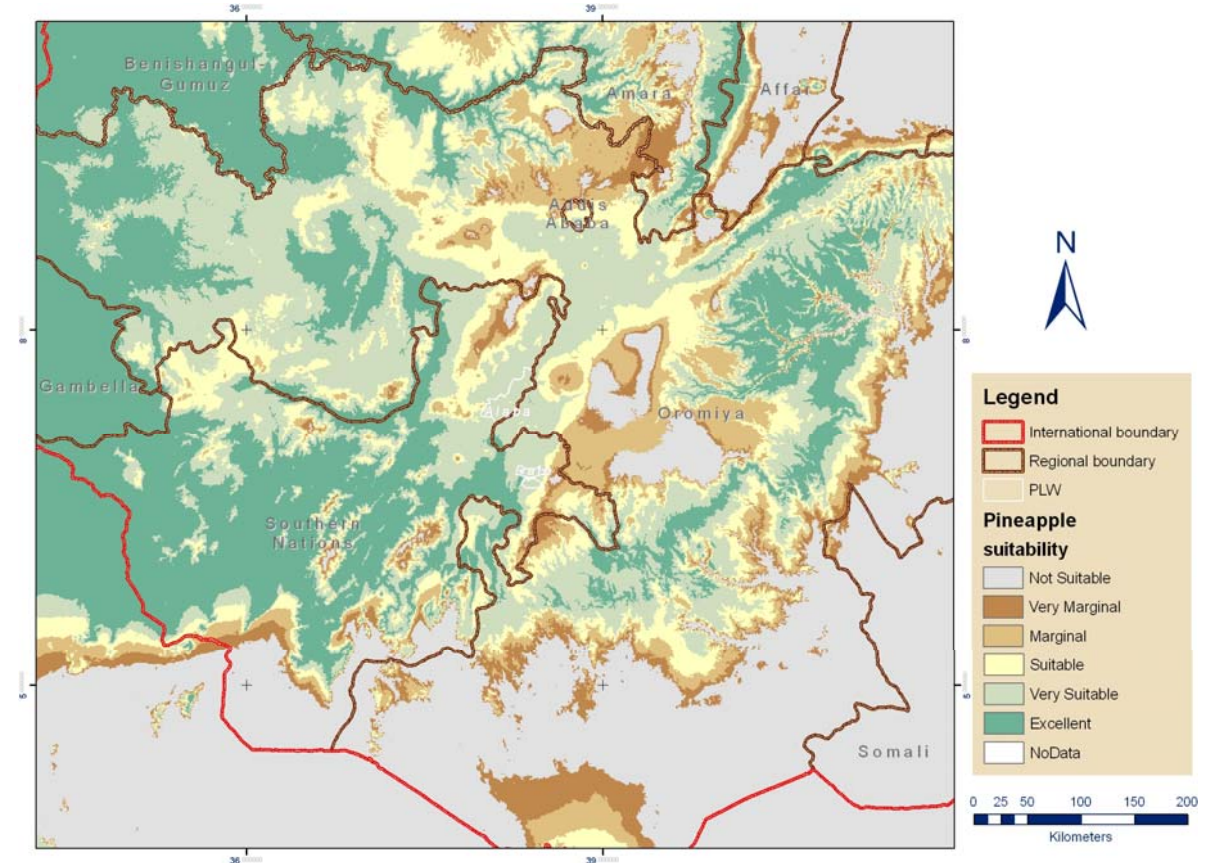 36
39
Benishangul-
Gumuz
Amara
Affar
Addis
Ababa
8
8
Gambella
Alaba
Oromiya
Southern
Nations
5
5
Somali
36
39
N
Legend
International boundary
Regional boundary
PLW
Pineapple
suitability
Not Suitable
Very Marginal
Marginal
Suitable
Very Suitable
Excellent
NoData
0 25 50 100 150 200
Kilometers